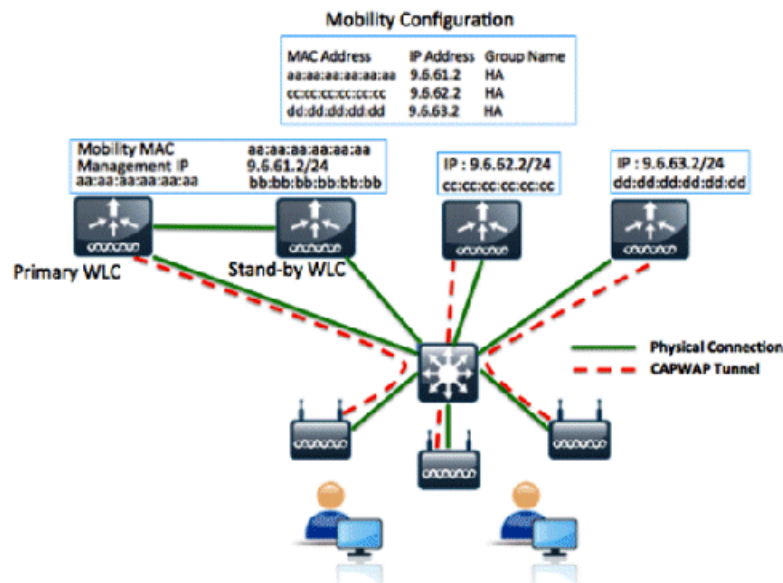 Mobility Configuration
MAC Address IP Address Group Name
aa:aa:aa:aa:aa:aa 9.6.61.2 HA
cc:cc:cc:cc:cc:cc 9.6.62.2 HA
dd:dd:dd:dd:dd 9.6.63.2 HA
Mobility MAC aa:aa:aa:aa:aa:aa
Management IP 9.6.61.2/24
aa:aa:aa:aa:aa:aa bb:bb:bb:bb:bb:bb
IP : 9.6.62.2/24
cc:cc:cc:cc:cc:cc
IP : 9.6.63.2/24
dd:dd:dd:dd:dd:dd
Primary WLC
Stand-by WLC
Physical Connection
CAPWAP Tunnel